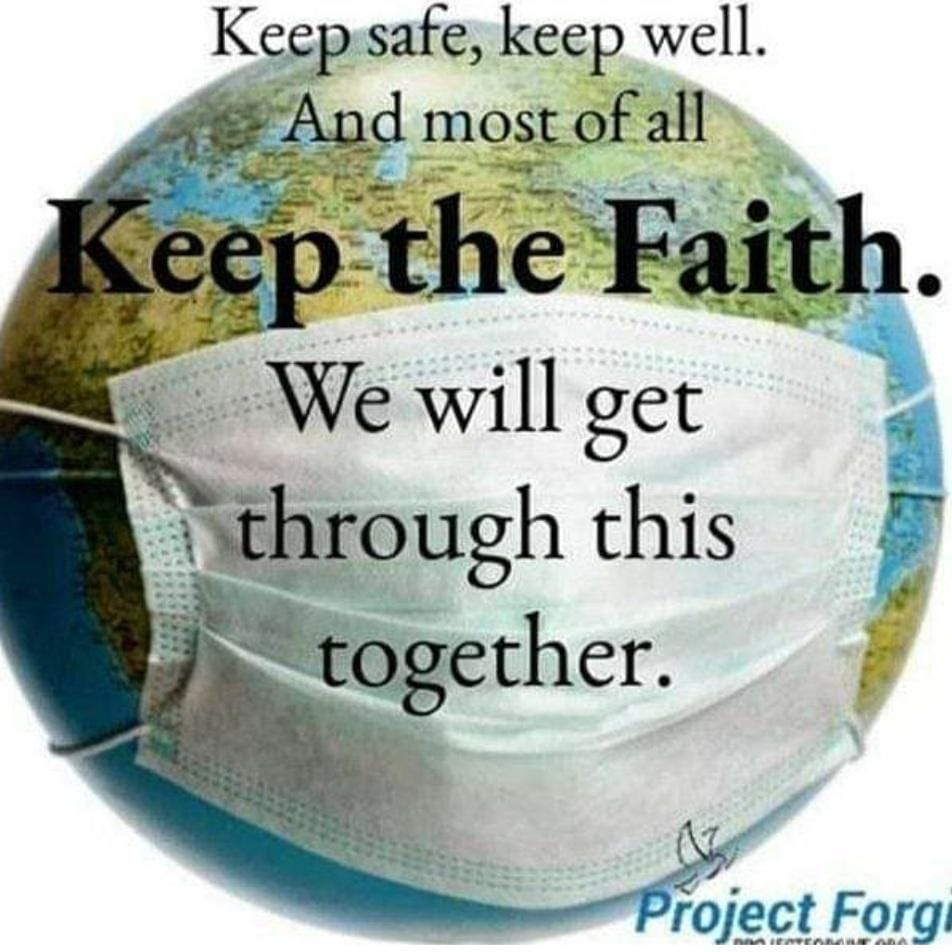 Keep safe, keep well.
And most of all
Keep the Faith.
We will get
through this
together.
Project Forgi